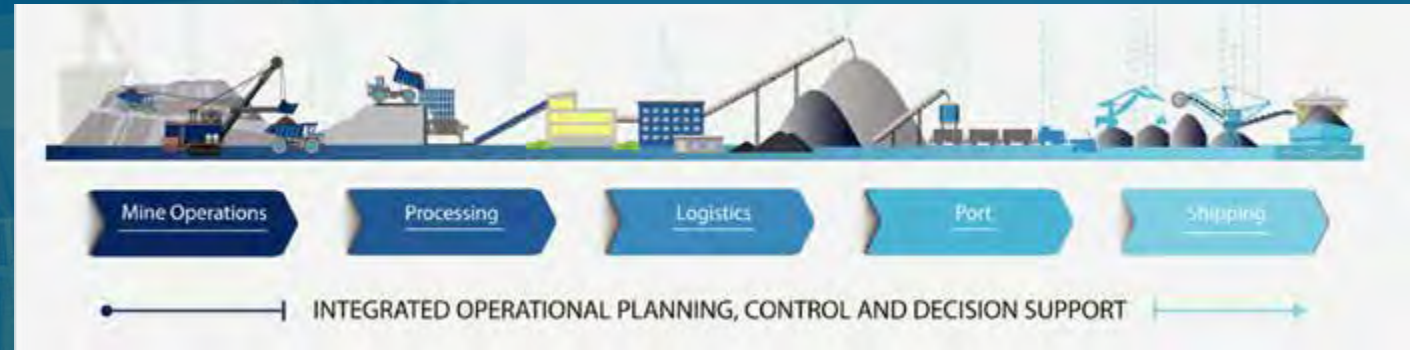 Mine Operations
Processing
Logistics
Port
Shipping
INTEGRATED OPERATIONAL PLANNING, CONTROL AND DECISION SUPPORT